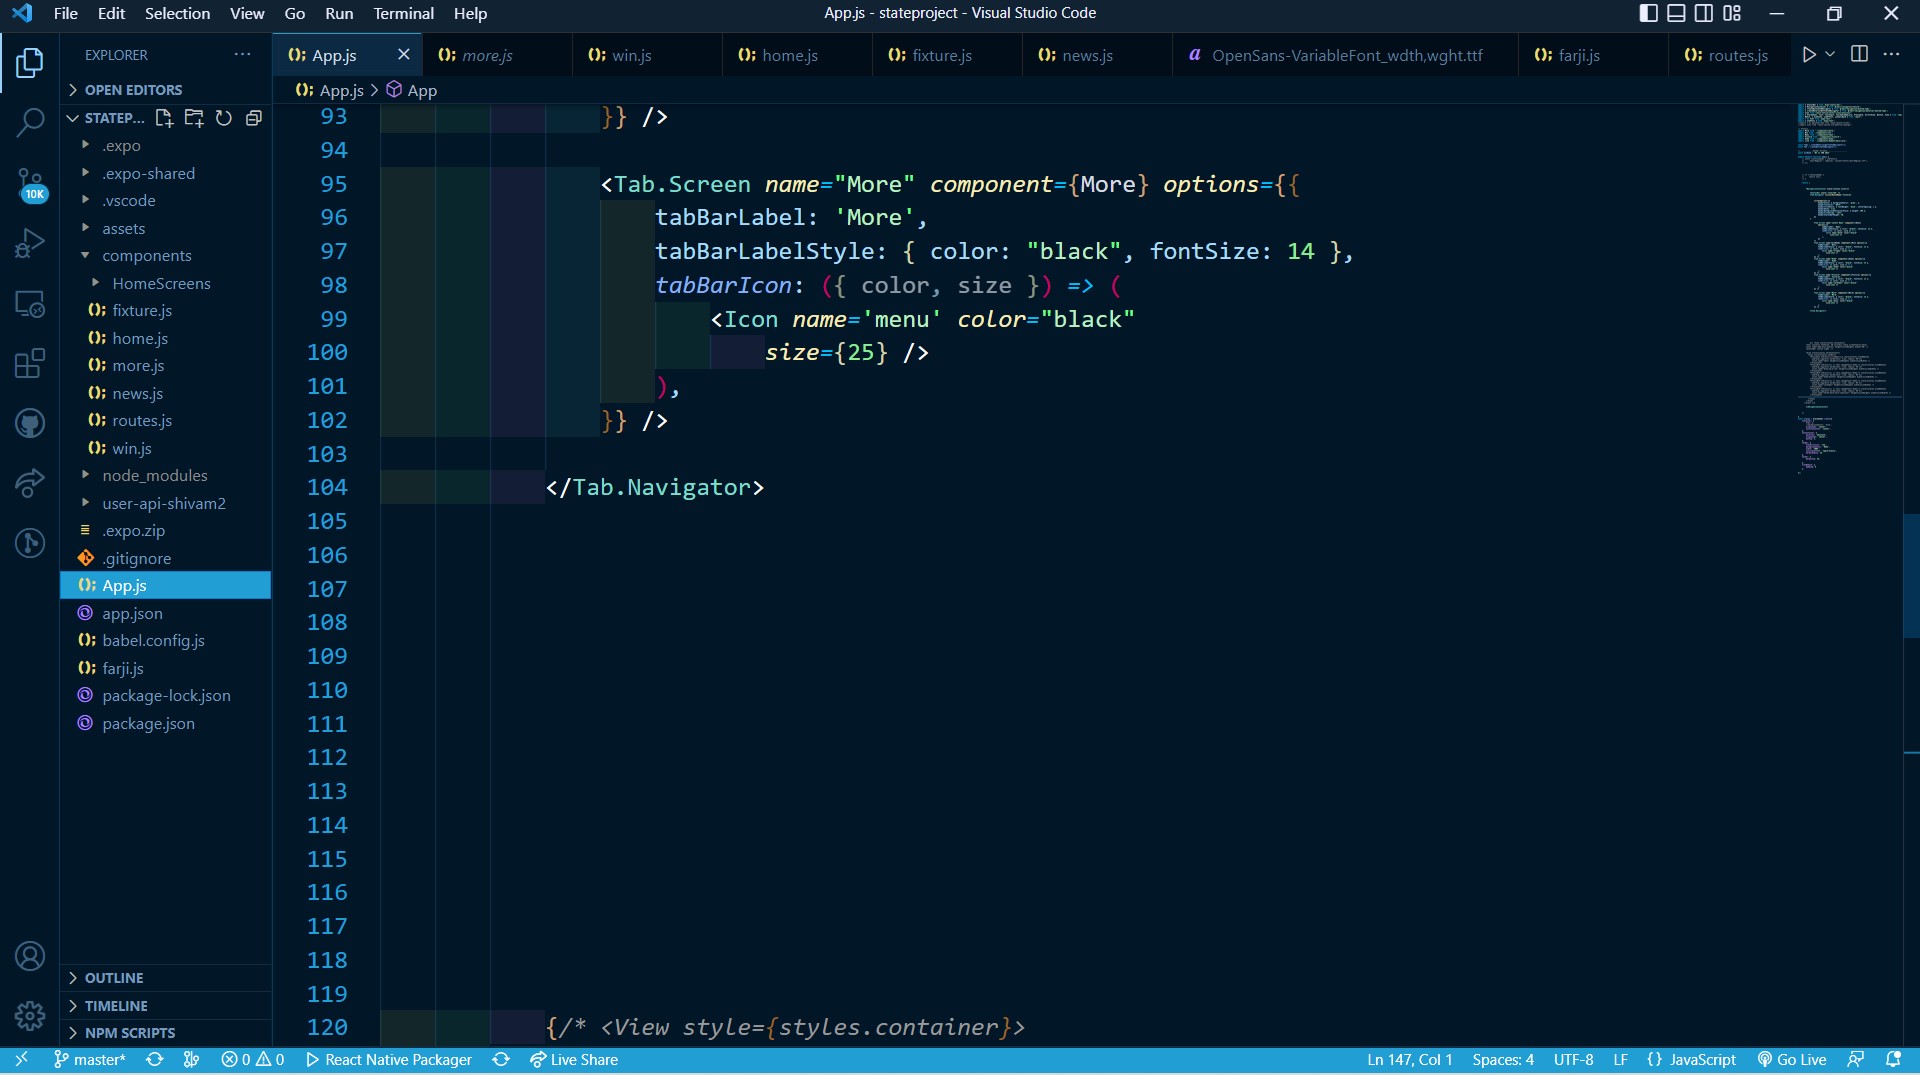 File Edit Selection View Go Run Terminal Help
App.js - stateproject - Visual Studio Code
EXPLORER
App.js more.js win.js home.js fixture.js news.js OpenSans-VariableFont_wdth,wght.ttf farji.js routes.js
OPEN EDITORS
App.js > App
STATEP...
.expo
.expo-shared
.vscode
assets
components
HomeScreens
fixture.js
home.js
more.js
news.js
routes.js
win.js
node_modules
user-api-shivam2
.expo.zip
.gitignore
App.js
app.json
babel.config.js
farji.js
package-lock.json
package.json
OUTLINE
TIMELINE
NPM SCRIPTS
10K
93 }} />
94
95 <Tab.Screen name="More" component={More} options={{
96 tabBarLabel: 'More',
97 tabBarLabelStyle: { color: "black", fontSize: 14 },
98 tabBarIcon: ({ color, size }) => (
99 <Icon name='menu' color="black"
100 size={25} />
101 ),
102 }} />
103
104 </Tab.Navigator>
105
106
107
108
109
110
111
112
113
114
115
116
117
118
119
120 {/* <View style={styles.container}>
master* 0 0 React Native Packager Live Share Ln 147, Col 1 Spaces: 4 UTF-8 LF {} JavaScript Go Live